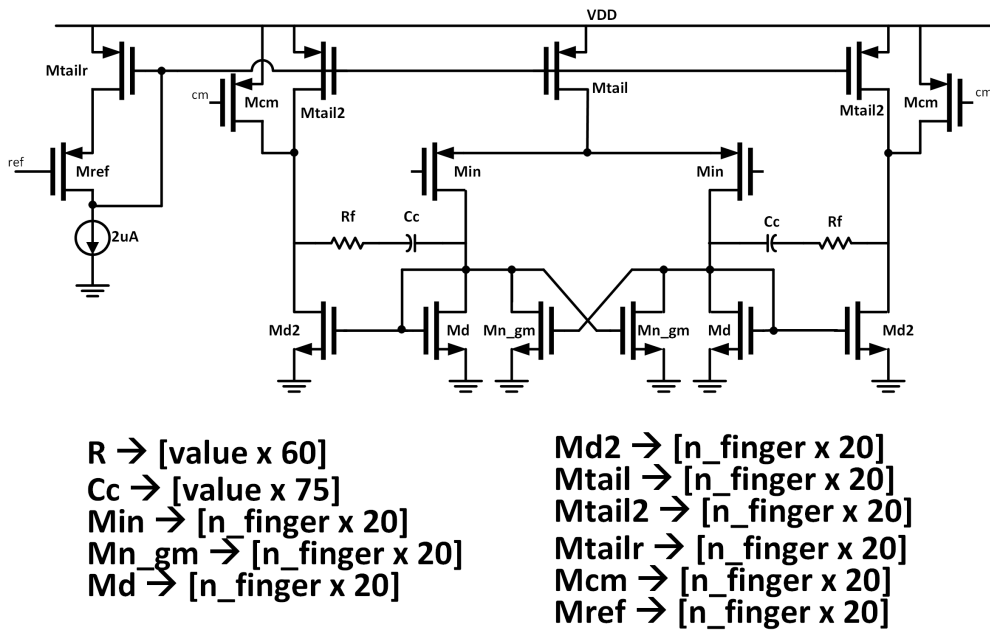 VDD
Mtailr
cm
Mcm
Mtail2
Mtail
Mtail2
Mcm
cm
ref
Mref
Min
Min
2uA
Rf
Cc
Cc
Rf
Md2
Md
Mn_gm
Mn_gm
Md
Md2
R → [value x 60]
Cc → [value x 75]
Min → [n_finger x 20]
Mn_gm → [n_finger x 20]
Md → [n_finger x 20]
Md2 → [n_finger x 20]
Mtail → [n_finger x 20]
Mtail2 → [n_finger x 20]
Mtailr → [n_finger x 20]
Mcm → [n_finger x 20]
Mref → [n_finger x 20]